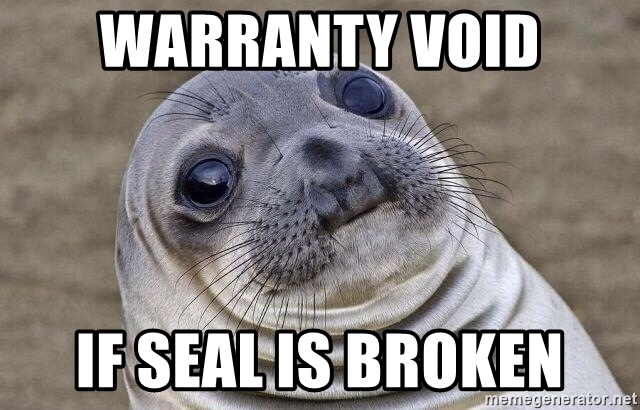 WARRANTY VOID
IF SEAL IS BROKEN
memegenerator.net